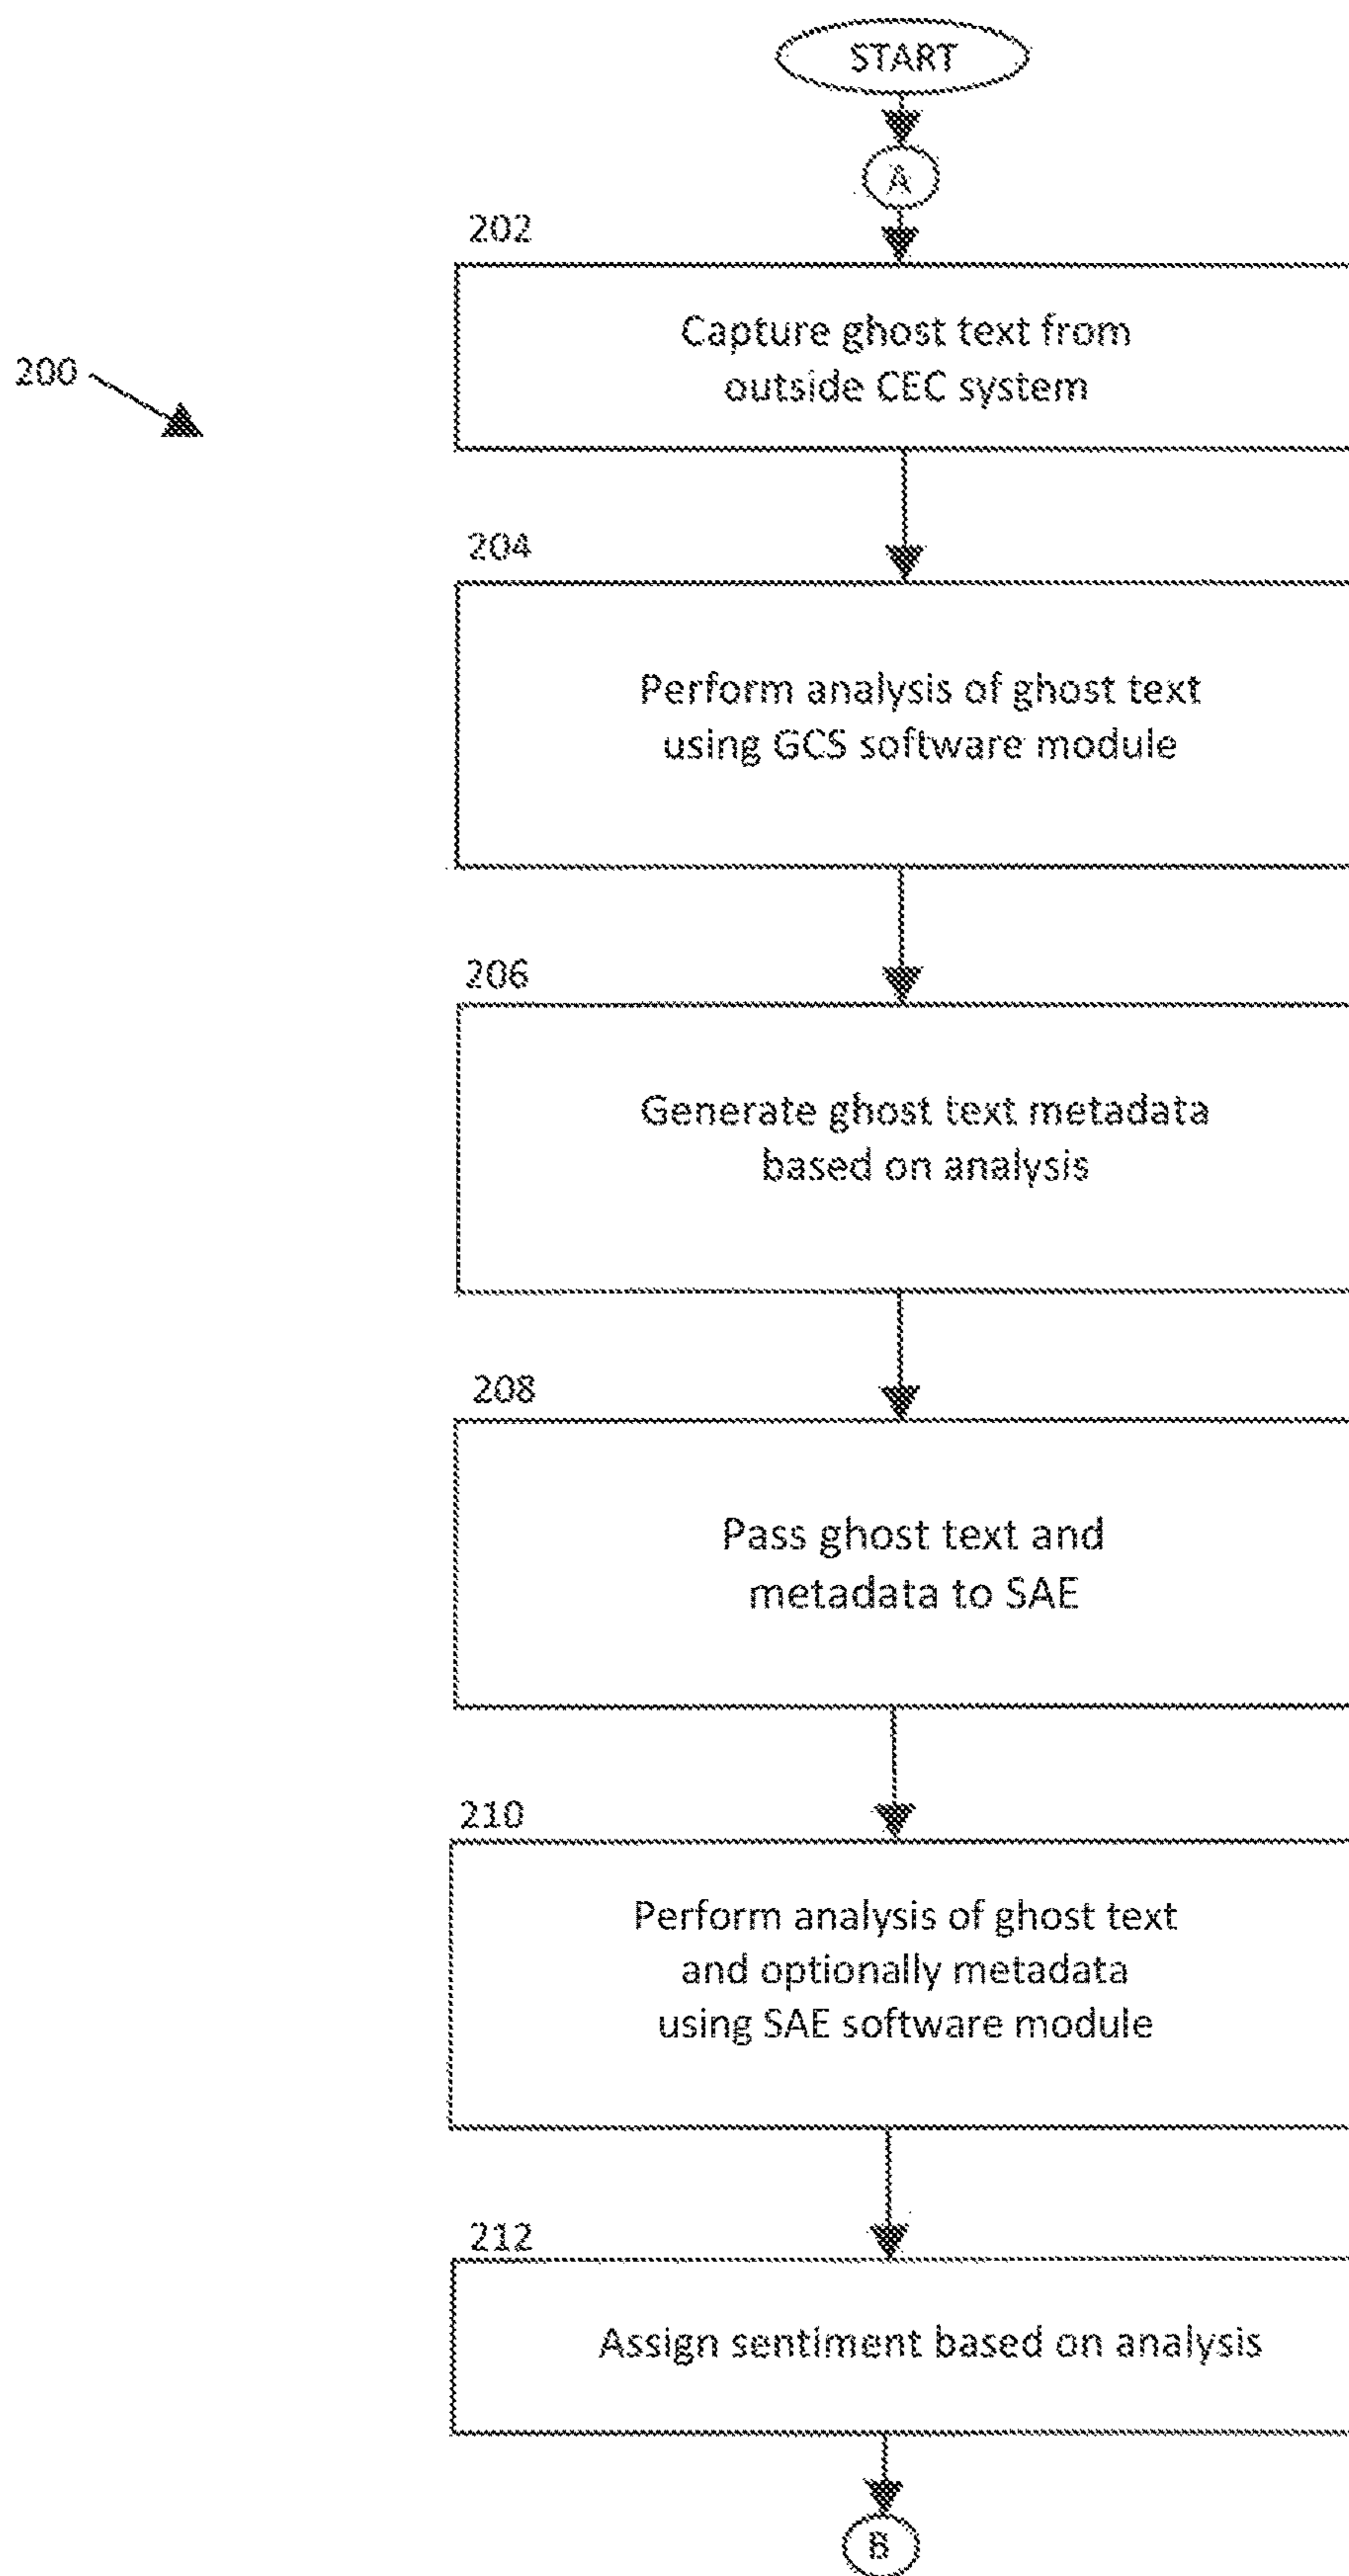 START
A
202
Capture ghost text from
outside CEC system
200
204
Perform analysis of ghost text
using GCS software module
206
Generate ghost text metadata
based on analysis
208
Pass ghost text and
metadata to SAE
210
Perform analysis of ghost text
and optionally metadata
using SAE software module
212
Assign sentiment based on analysis
B